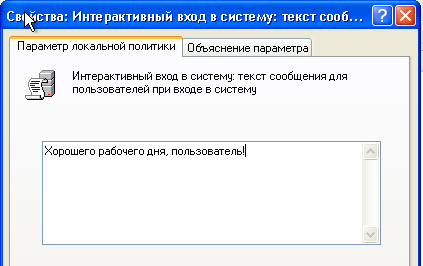 Свойства: Интерактивный вход в систему: текст сооб...
Параметр локальной политики
Объяснение параметра
Интерактивный вход в систему: текст сообщения для
пользователей при входе в систему
Хорошего рабочего дня, пользователь!